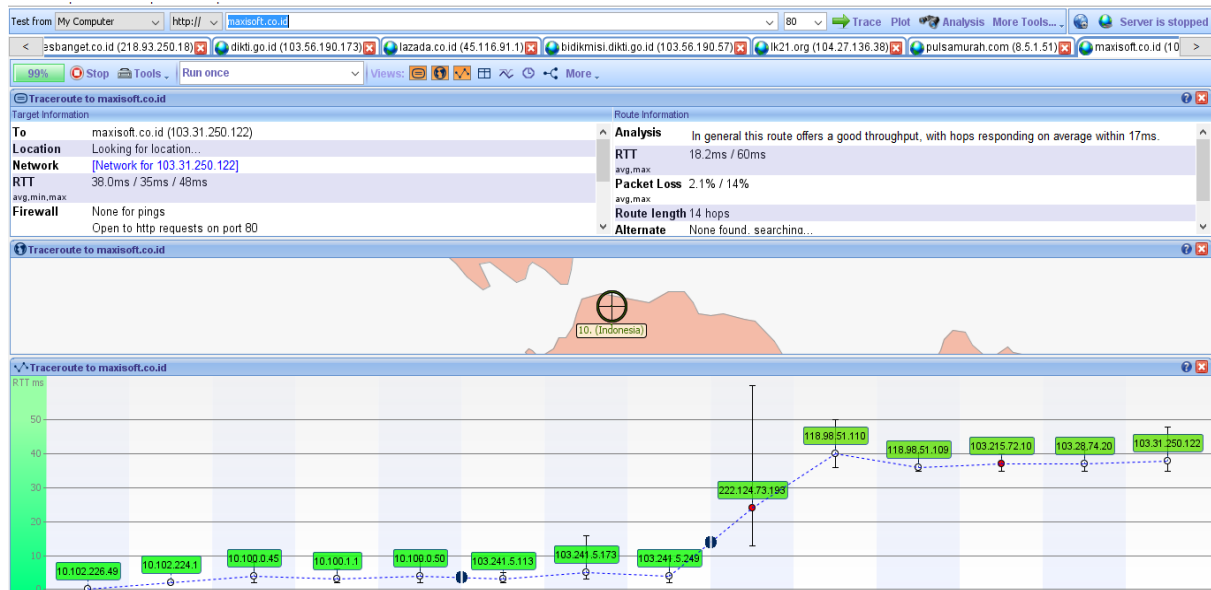 Test from My Computer http:// maxisoft.co.id 80 Trace Plot Analysis More Tools... Server is stopped
< esbanget.co.id (218.93.250.18) dikti.go.id (103.56.190.173) lazada.co.id (45.116.91.1) bidikmisi.dikti.go.id (103.56.190.57) lk21.org (104.27.136.38) pulsamurah.com (8.5.1.51) maxisoft.co.id (10 >
99% Stop Tools Run once Views: More
Traceroute to maxisoft.co.id
Target Information Route Information
To maxisoft.co.id (103.31.250.122)
Location Looking for location...
Network [Network for 103.31.250.122]
RTT 38.0ms / 35ms / 48ms
avg,min,max
Firewall None for pings
Open to http requests on port 80
Analysis In general this route offers a good throughput, with hops responding on average within 17ms.
RTT 18.2ms / 60ms
avg,max
Packet Loss 2.1% / 14%
avg,max
Route length 14 hops
Alternate None found, searching...
Traceroute to maxisoft.co.id
10. (Indonesia)
Traceroute to maxisoft.co.id
RTT ms
50
40
30
20
10
0
10.102.226.49
10.102.224.1
10.100.0.45
10.100.1.1
10.100.0.50
103.241.5.113
103.241.5.173
103.241.5.249
222.124.73.193
118.98.51.110
118.98.51.109
103.215.72.10
103.28.74.20
103.31.250.122